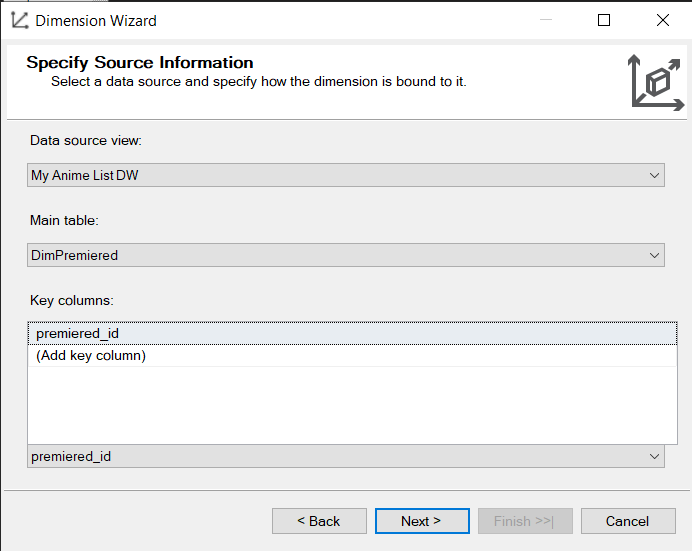 Dimension Wizard
Specify Source Information
Select a data source and specify how the dimension is bound to it.
Data source view:
My Anime List DW
Main table:
DimPremiered
Key columns:
premiered_id
(Add key column)
premiered_id
< Back
Next >
Finish >>|
Cancel